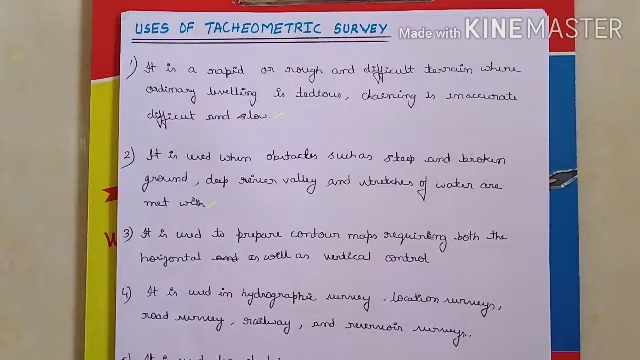 USES OF TACHEOMETRIC SURVEY
Made with KINEMASTER
1) It is a rapid or rough and difficult terrain where
ordinary levelling is tedious, chaining is inaccurate
difficut and slow.
2) It is used when obstacles such as steep and broken
ground, deep reiver valley and stretches of water are
met with
3) It is used to prepare contour maps requireing both the
horizontal and as well as vertical control
4) It is used in hydrographic survey, location surveys,
road survey, railway, and reservoir surveys.